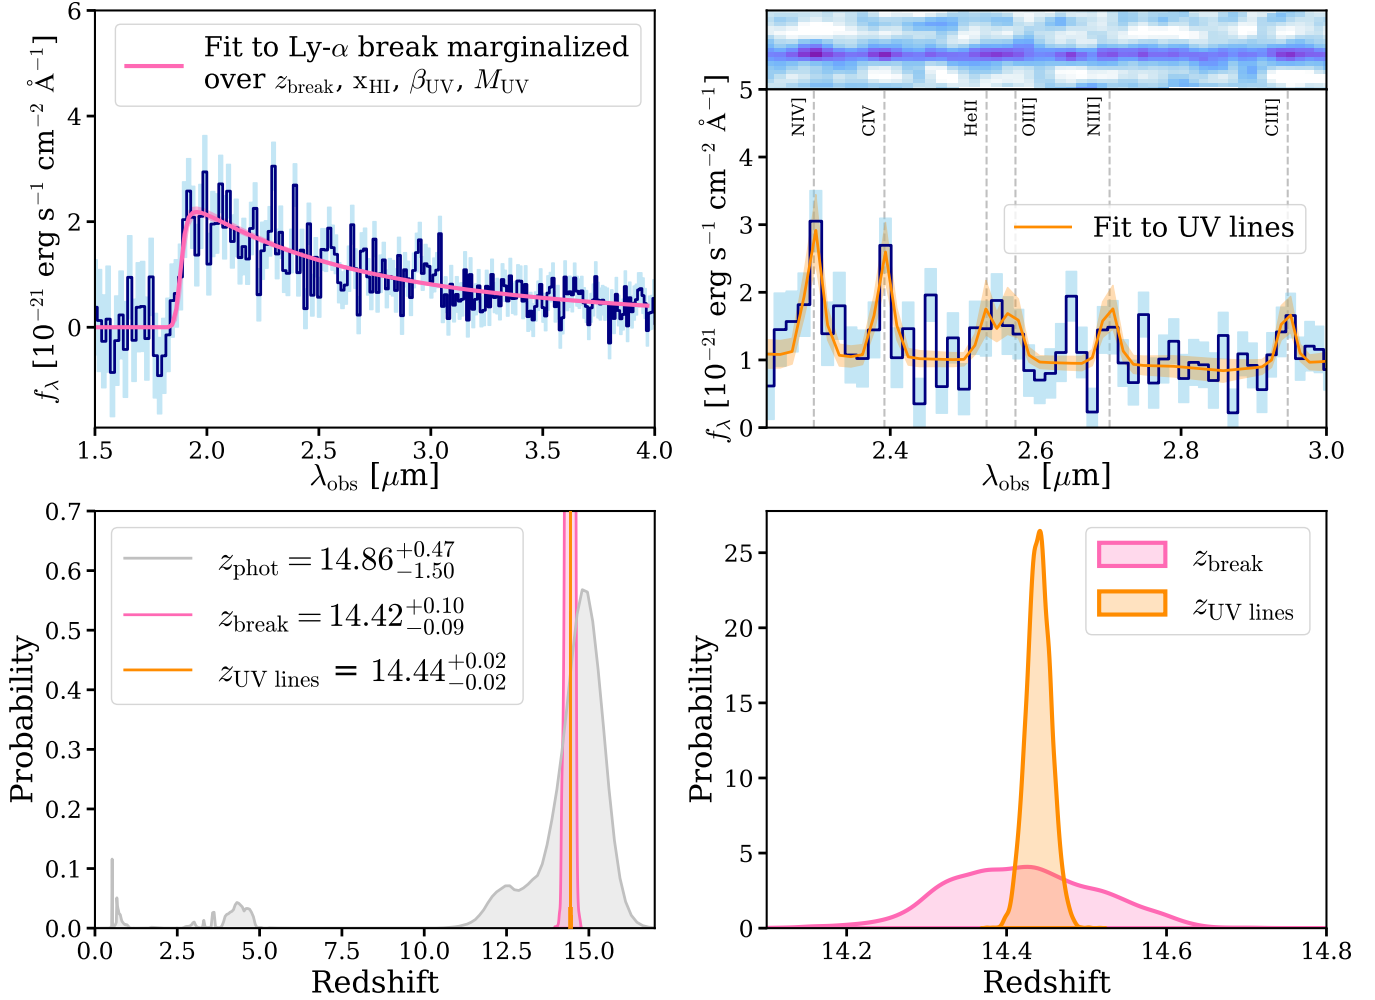 6
4
2
0
f_λ [10^−21 erg s^−1 cm^−2 Å^−1]
Fit to Ly-α break marginalized
over z_break, x_HI, β_UV, M_UV
1.5 2.0 2.5 3.0 3.5 4.0
λ_obs [μm]
5
4
3
2
1
0
f_λ [10^−21 erg s^−1 cm^−2 Å^−1]
NIV] CIV HeII OIII] NIII] CIII]
Fit to UV lines
2.4 2.6 2.8 3.0
λ_obs [μm]
0.7
0.6
0.5
0.4
0.3
0.2
0.1
0.0
Probability
z_phot = 14.86^+0.47_−1.50
z_break = 14.42^+0.10_−0.09
z_UV lines = 14.44^+0.02_−0.02
0.0 2.5 5.0 7.5 10.0 12.5 15.0
Redshift
25
20
15
10
5
0
Probability
z_break
z_UV lines
14.2 14.4 14.6 14.8
Redshift